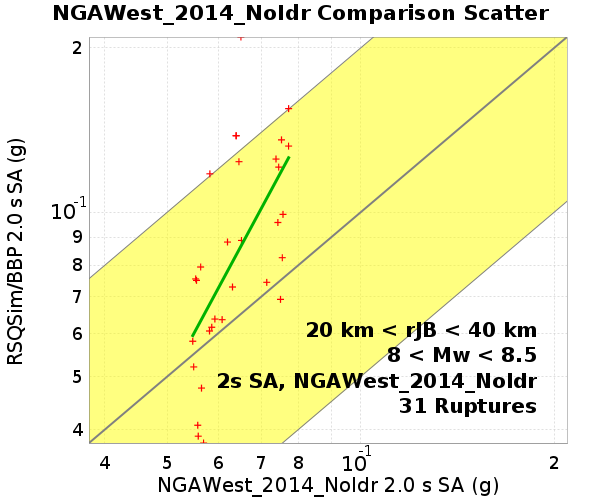 NGAWest_2014_NoIdr Comparison Scatter
RSQSim/BBP 2.0 s SA (g)
2
10-1
9
8
7
6
5
4
20 km < rJB < 40 km
8 < Mw < 8.5
2s SA, NGAWest_2014_NoIdr
31 Ruptures
4 5 6 7 8 10-1 2
NGAWest_2014_NoIdr 2.0 s SA (g)